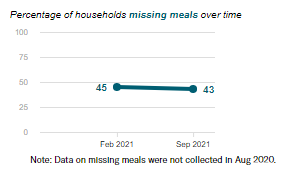 Percentage of households missing meals over time
100
75
50
25
0
45
43
Feb 2021
Sep 2021
Note: Data on missing meals were not collected in Aug 2020.